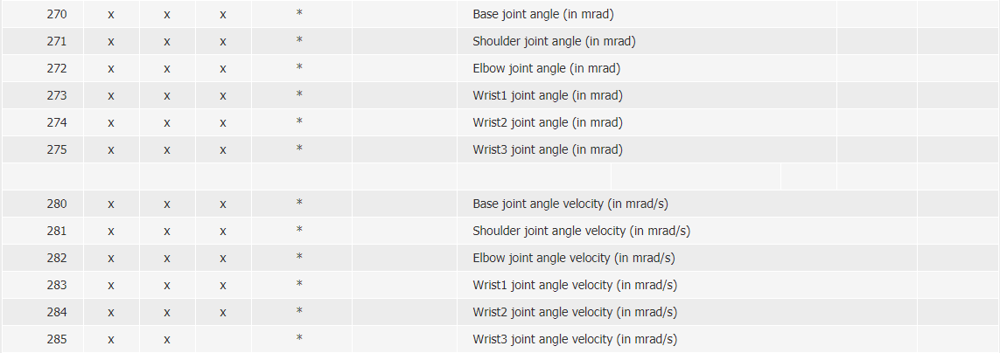 270 x x x * Base joint angle (in mrad)
271 x x x * Shoulder joint angle (in mrad)
272 x x x * Elbow joint angle (in mrad)
273 x x x * Wrist1 joint angle (in mrad)
274 x x x * Wrist2 joint angle (in mrad)
275 x x x * Wrist3 joint angle (in mrad)
280 x x x * Base joint angle velocity (in mrad/s)
281 x x x * Shoulder joint angle velocity (in mrad/s)
282 x x x * Elbow joint angle velocity (in mrad/s)
283 x x x * Wrist1 joint angle velocity (in mrad/s)
284 x x x * Wrist2 joint angle velocity (in mrad/s)
285 x x * Wrist3 joint angle velocity (in mrad/s)